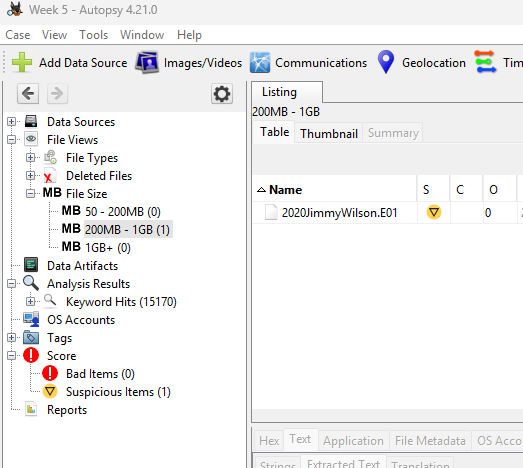 Week 5 - Autopsy 4.21.0
Case View Tools Window Help
Add Data Source Images/Videos Communications Geolocation Tim
Listing
200MB - 1GB
Table Thumbnail Summary
Name S C O
2020JimmyWilson.E01 0
Data Sources
File Views
File Types
Deleted Files
MB File Size
MB 50 - 200MB (0)
MB 200MB - 1GB (1)
MB 1GB+ (0)
Data Artifacts
Analysis Results
Keyword Hits (15170)
OS Accounts
Tags
Score
Bad Items (0)
Suspicious Items (1)
Reports
Hex Text Application File Metadata OS Acco
Strings Extracted Text Translation